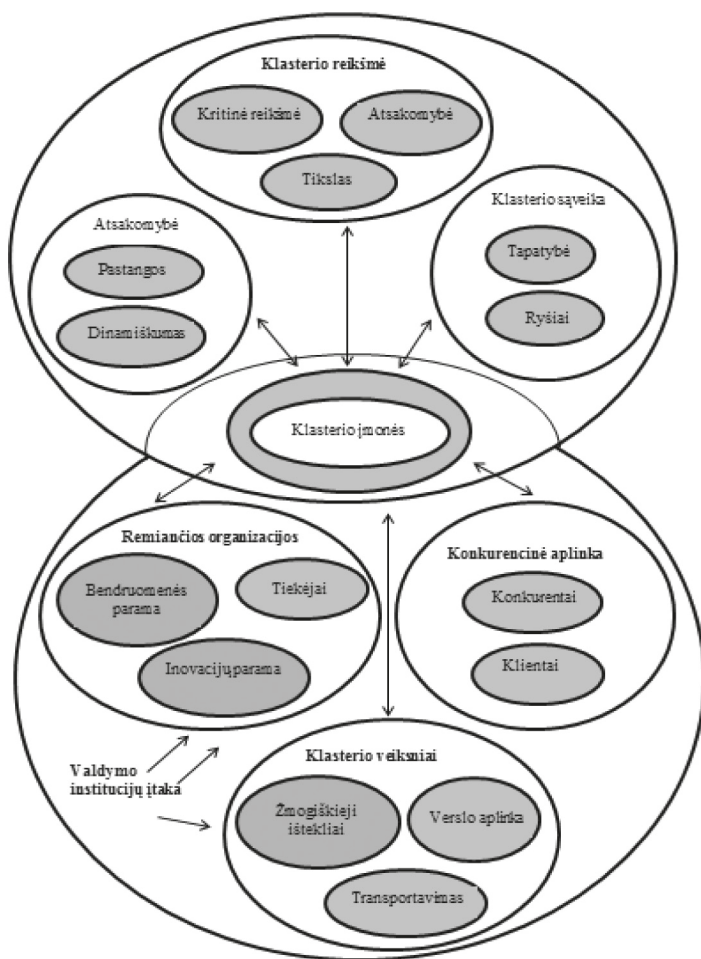 Klasterio reikšmė
Kritinė reikšmė
Atsakomybė
Tikslas
Atsakomybė
Pastangos
Dinamiškumas
Klasterio sąveika
Tapatybė
Ryšiai
Klasterio įmonės
Remiančios organizacijos
Bendruomenės
parama
Tiekėjai
Inovacijų parama
Konkurencinė aplinka
Konkurentai
Klientai
Valdymo
institucijų įtaka
Klasterio veiksniai
Žmogiškieji
ištekliai
Verslo aplinka
Transportavimas